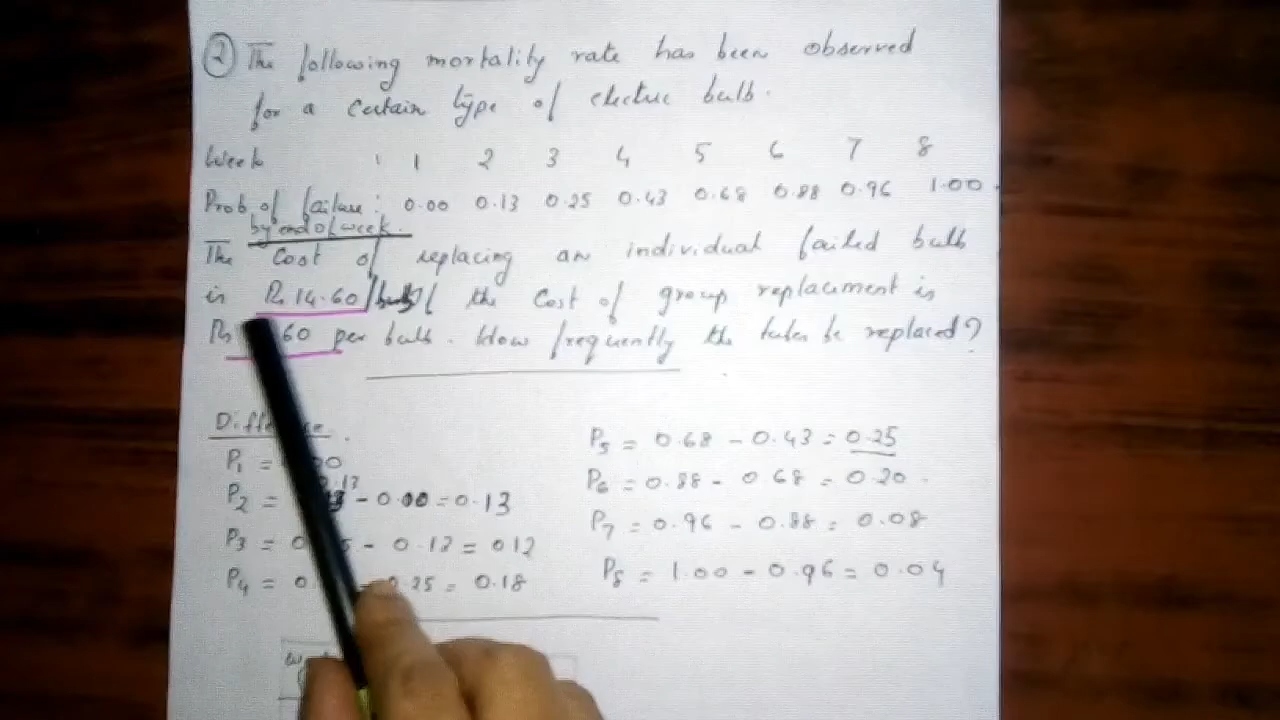 ② The following mortality rate has been observed
for a certain type of electric bulb.
Week : 1 2 3 4 5 6 7 8
Prob of failure : 0.00 0.13 0.25 0.43 0.68 0.88 0.96 1.00
by end of week.
The cost of replacing an individual failed bulb
is Rs 14.60 the cost of group replacement is
Rs 60 per bulb. How frequently the tubes be replaced?
Difference.
P1 =
P2 = - 0.00 = 0.13
P3 = - 0.13 = 0.12
P4 = 0.25 = 0.18
P5 = 0.68 - 0.43 = 0.25
P6 = 0.88 - 0.68 = 0.20
P7 = 0.96 - 0.88 = 0.08
P8 = 1.00 - 0.96 = 0.04